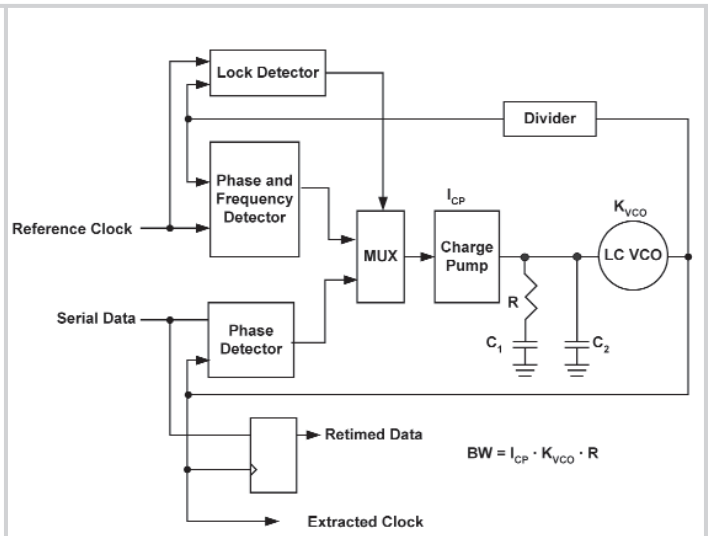 Lock Detector
Divider
Phase and
Frequency
Detector
I_CP
K_VCO
Reference Clock
MUX
Charge
Pump
LC VCO
R
Serial Data
Phase
Detector
C_1
C_2
Retimed Data
BW = I_CP · K_VCO · R
Extracted Clock